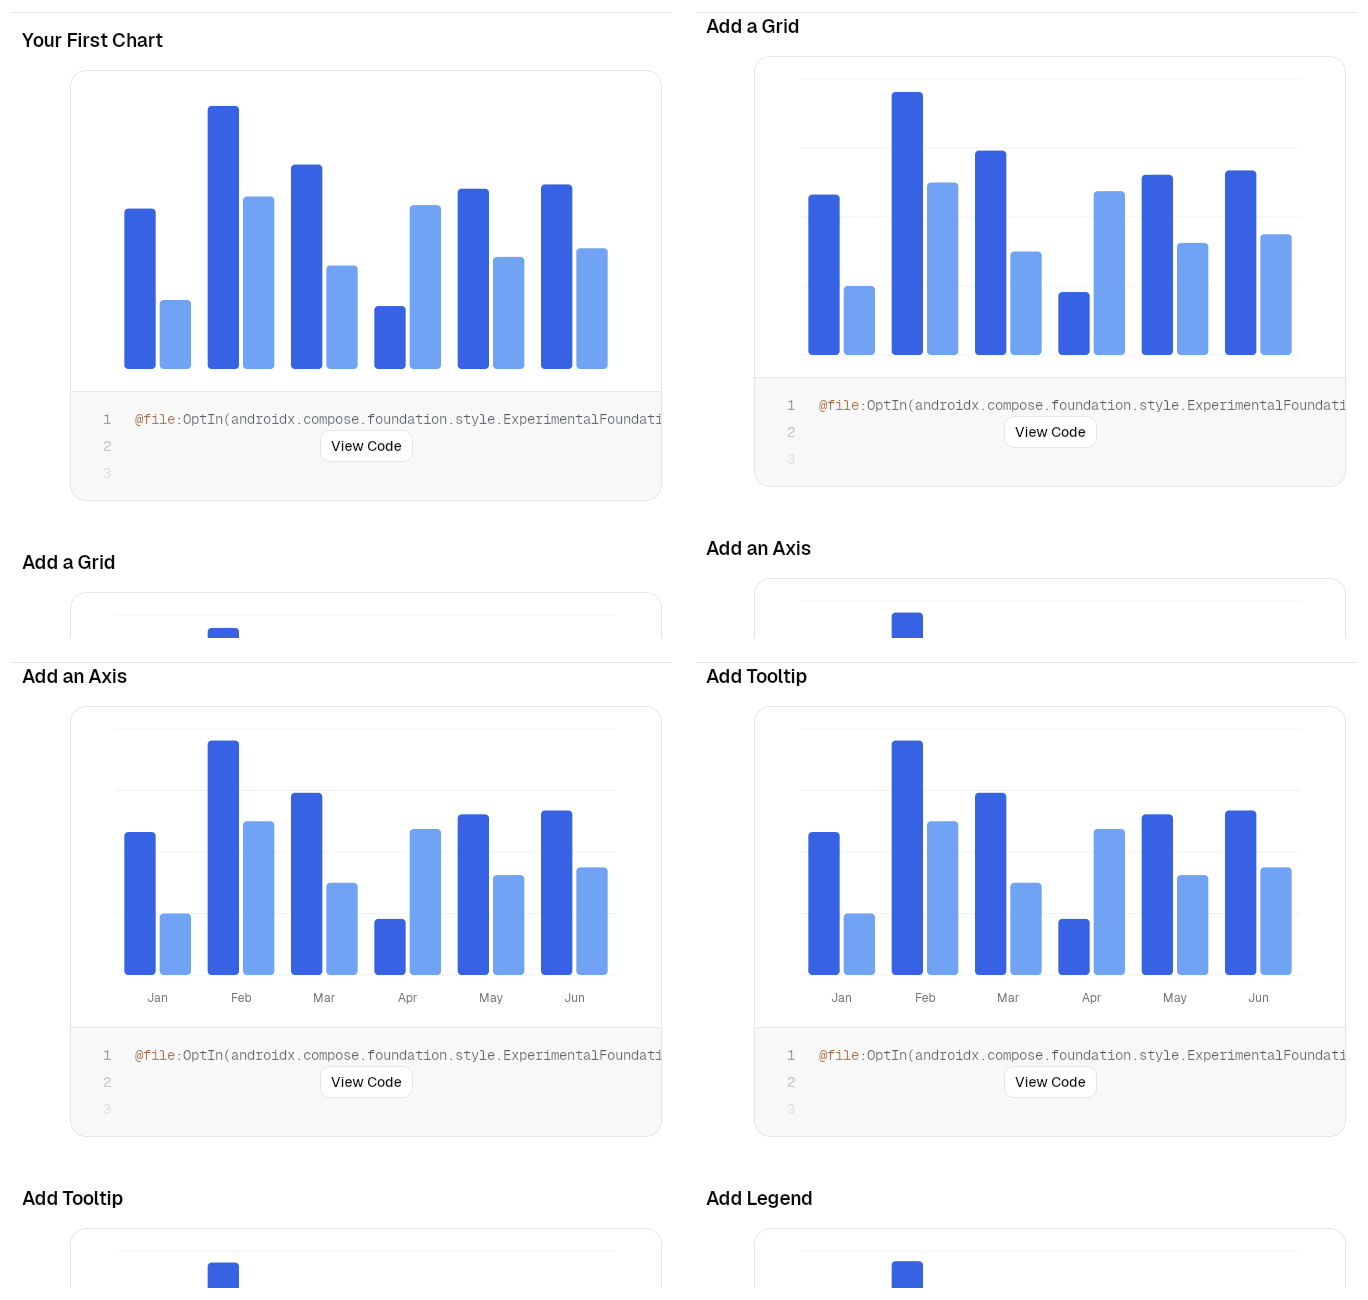 Your First Chart
1 @file:OptIn(androidx.compose.foundation.style.ExperimentalFoundati
2
View Code
3
Add a Grid
Add a Grid
1 @file:OptIn(androidx.compose.foundation.style.ExperimentalFoundati
2
View Code
3
Add an Axis
Add an Axis
Jan Feb Mar Apr May Jun
1 @file:OptIn(androidx.compose.foundation.style.ExperimentalFoundati
2
View Code
3
Add Tooltip
Add Tooltip
Jan Feb Mar Apr May Jun
1 @file:OptIn(androidx.compose.foundation.style.ExperimentalFoundati
2
View Code
3
Add Legend